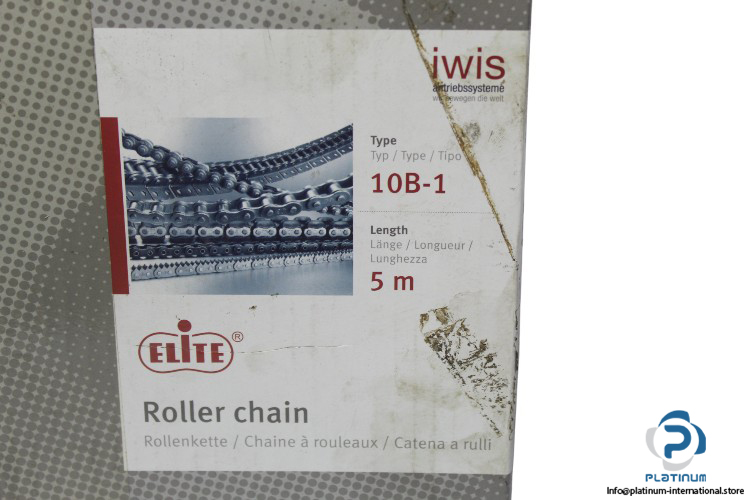 iwis
antriebssysteme
wir bewegen die welt
Type
Typ / Type / Tipo
10B-1
Length
Länge / Longueur /
Lunghezza
5 m
ELITE ®
Roller chain
Rollenkette / Chaine à rouleaux / Catena a rulli
PLATINUM
Info@platinum-international.store